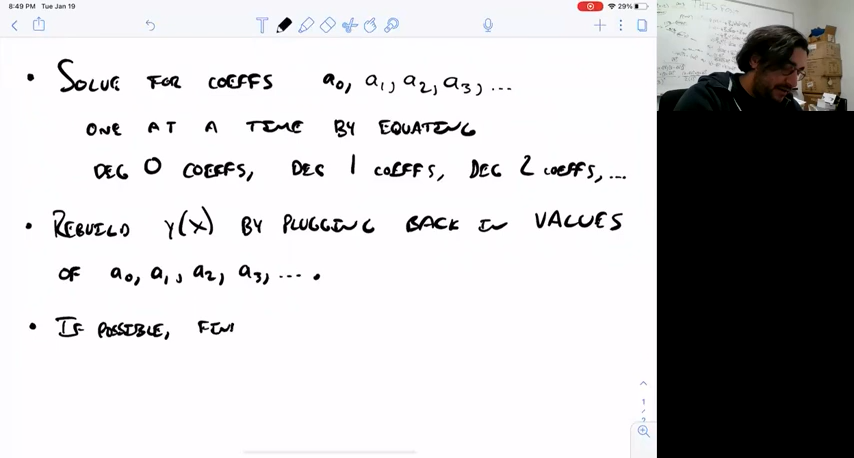 8:49 PM Tue Jan 19
29%
• SOLVE FOR COEFFS a0, a1, a2, a3, ...
ONE AT A TIME BY EQUATING
DEG 0 COEFFS, DEG 1 COEFFS, DEG 2 COEFFS, ...
• REBUILD Y(X) BY PLUGGING BACK IN VALUES
OF a0, a1, a2, a3, ... .
• IF POSSIBLE, FIN